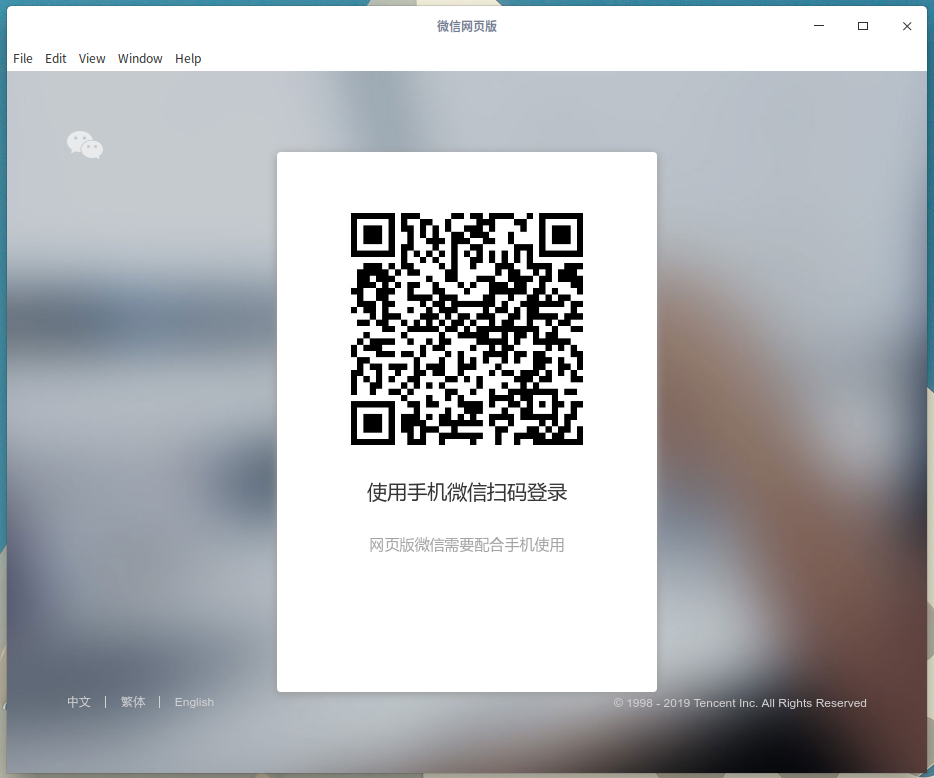 微信网页版
File Edit View Window Help
使用手机微信扫码登录
网页版微信需要配合手机使用
中文 | 繁体 | English
© 1998 - 2019 Tencent Inc. All Rights Reserved